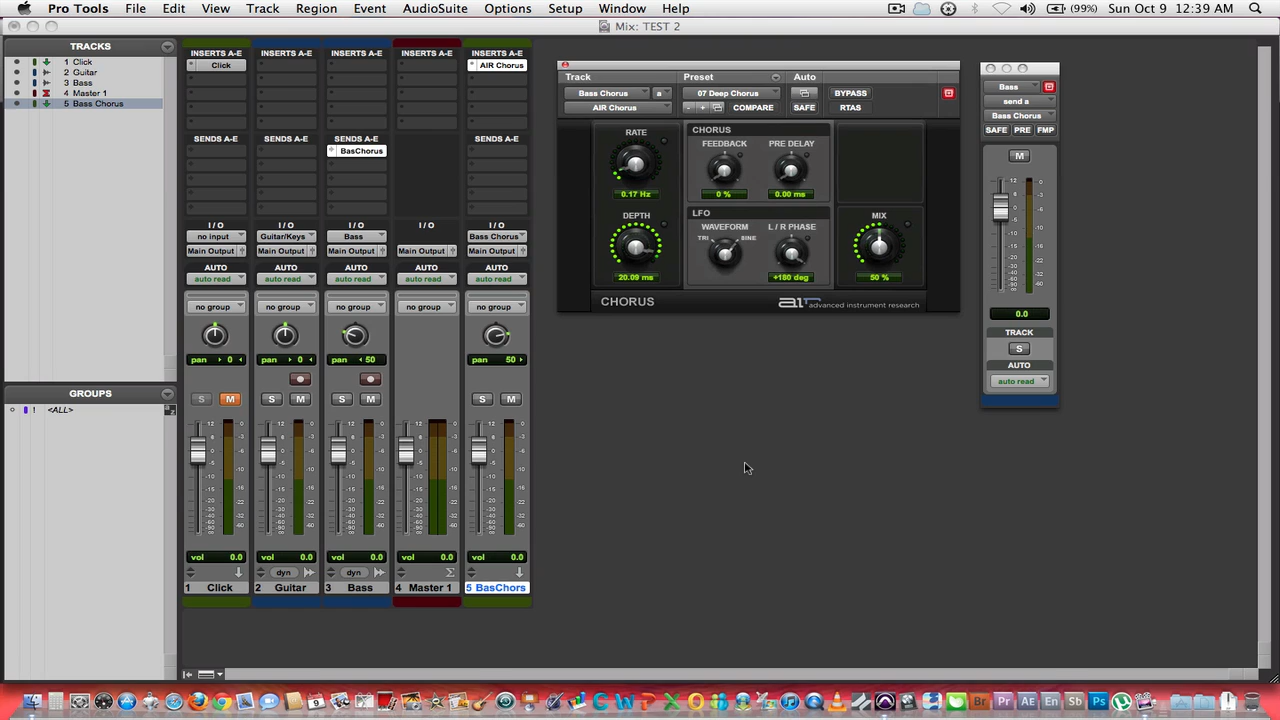 Pro Tools File Edit View Track Region Event AudioSuite Options Setup Window Help (99%) Sun Oct 9 12:39 AM
Mix: TEST 2
TRACKS
1 Click
2 Guitar
3 Bass
4 Master 1
5 Bass Chorus
GROUPS
! <ALL>
INSERTS A-E INSERTS A-E INSERTS A-E INSERTS A-E INSERTS A-E
Click AIR Chorus
SENDS A-E SENDS A-E SENDS A-E SENDS A-E
BasChorus
I/O I/O I/O I/O I/O
no input Guitar/Keys Bass Bass Chorus
Main Output Main Output Main Output Main Output Main Output
AUTO AUTO AUTO AUTO AUTO
auto read auto read auto read auto read auto read
no group no group no group no group no group
pan 0 pan 0 pan 50 pan 50
S M S M S M S M
vol 0.0 vol 0.0 vol 0.0 vol 0.0 vol 0.0
dyn dyn Σ
1 Click 2 Guitar 3 Bass 4 Master 1 5 BasChors
Track Preset Auto
Bass Chorus a 07 Deep Chorus BYPASS
AIR Chorus - + COMPARE SAFE RTAS
RATE
0.17 Hz
DEPTH
20.09 ms
CHORUS
FEEDBACK PRE DELAY
0 % 0.00 ms
LFO
WAVEFORM L / R PHASE
TRI SINE
+180 deg
MIX
50 %
CHORUS
air advanced instrument research
Bass
send a
Bass Chorus
SAFE PRE FMP
M
0.0
TRACK
S
AUTO
auto read
Br Pr Ae En Sb Ps